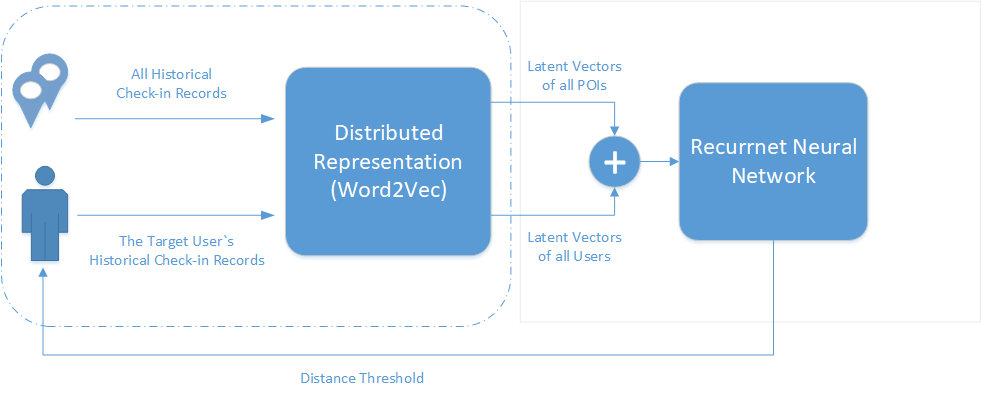 All Historical
Check-in Records
Distributed
Representation
(Word2Vec)
The Target User`s
Historical Check-in Records
Latent Vectors
of all POIs
+
Latent Vectors
of all Users
Recurrnet Neural
Network
Distance Threshold